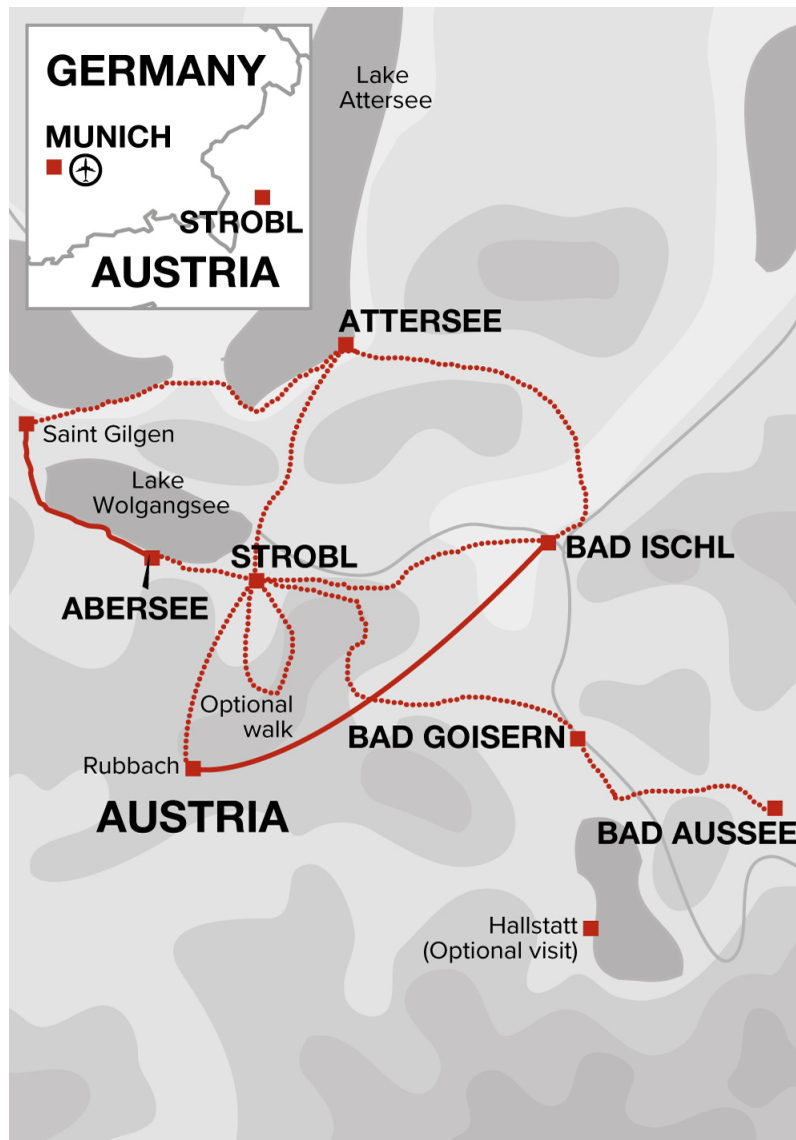 GERMANY
MUNICH
STROBL
AUSTRIA
Lake
Attersee
ATTERSEE
Saint Gilgen
Lake
Wolgangsee
STROBL
BAD ISCHL
ABERSEE
Optional
walk
BAD GOISERN
Rubbach
AUSTRIA
BAD AUSSEE
Hallstatt
(Optional visit)